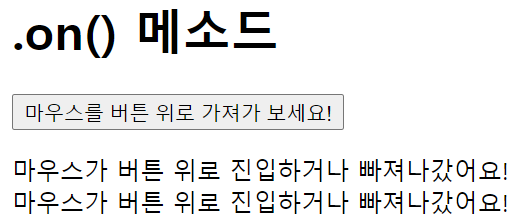 .on() 메소드
마우스를 버튼 위로 가져가 보세요!
마우스가 버튼 위로 진입하거나 빠져나갔어요!
마우스가 버튼 위로 진입하거나 빠져나갔어요!